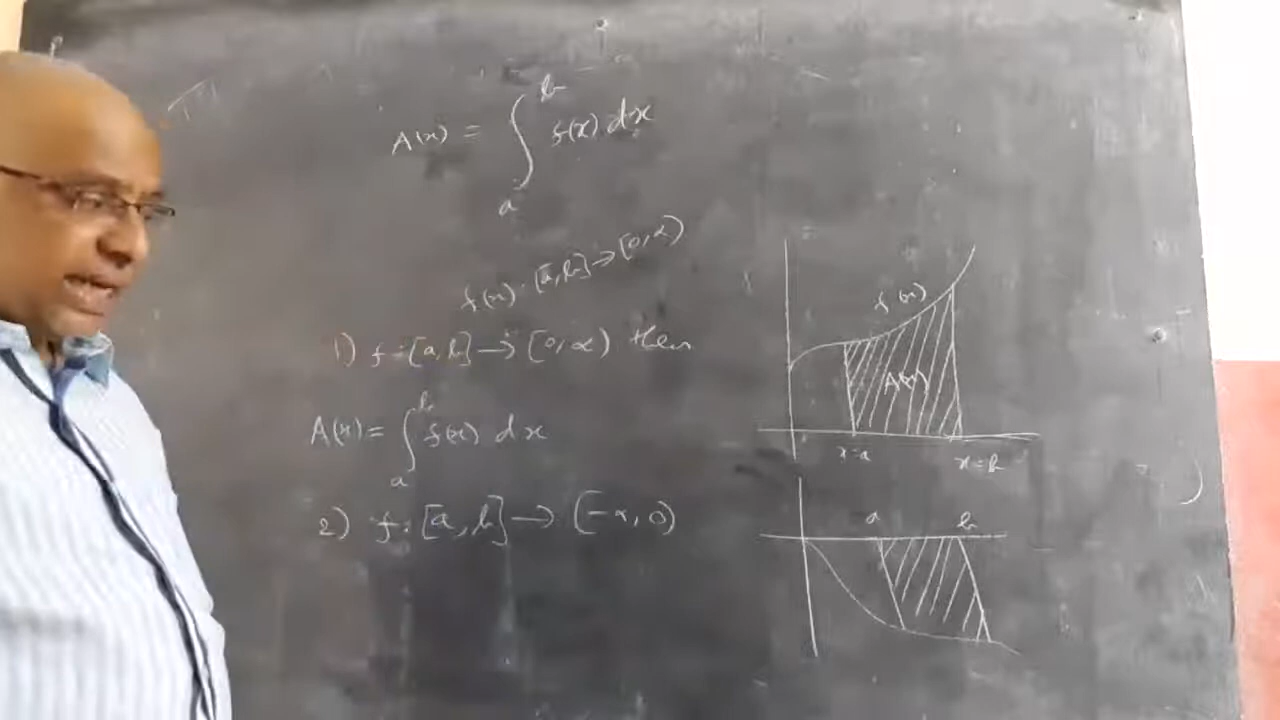 A(x) = ∫_a^b f(x) dx
f(x) : [a,b] → [0,∝)
1) f : [a,b] → [0,∝) then
A(x) = ∫_a^b f(x) dx
2) f : [a,b] → [-∝, 0)
f(x)
A(x)
x=a x=b
a b